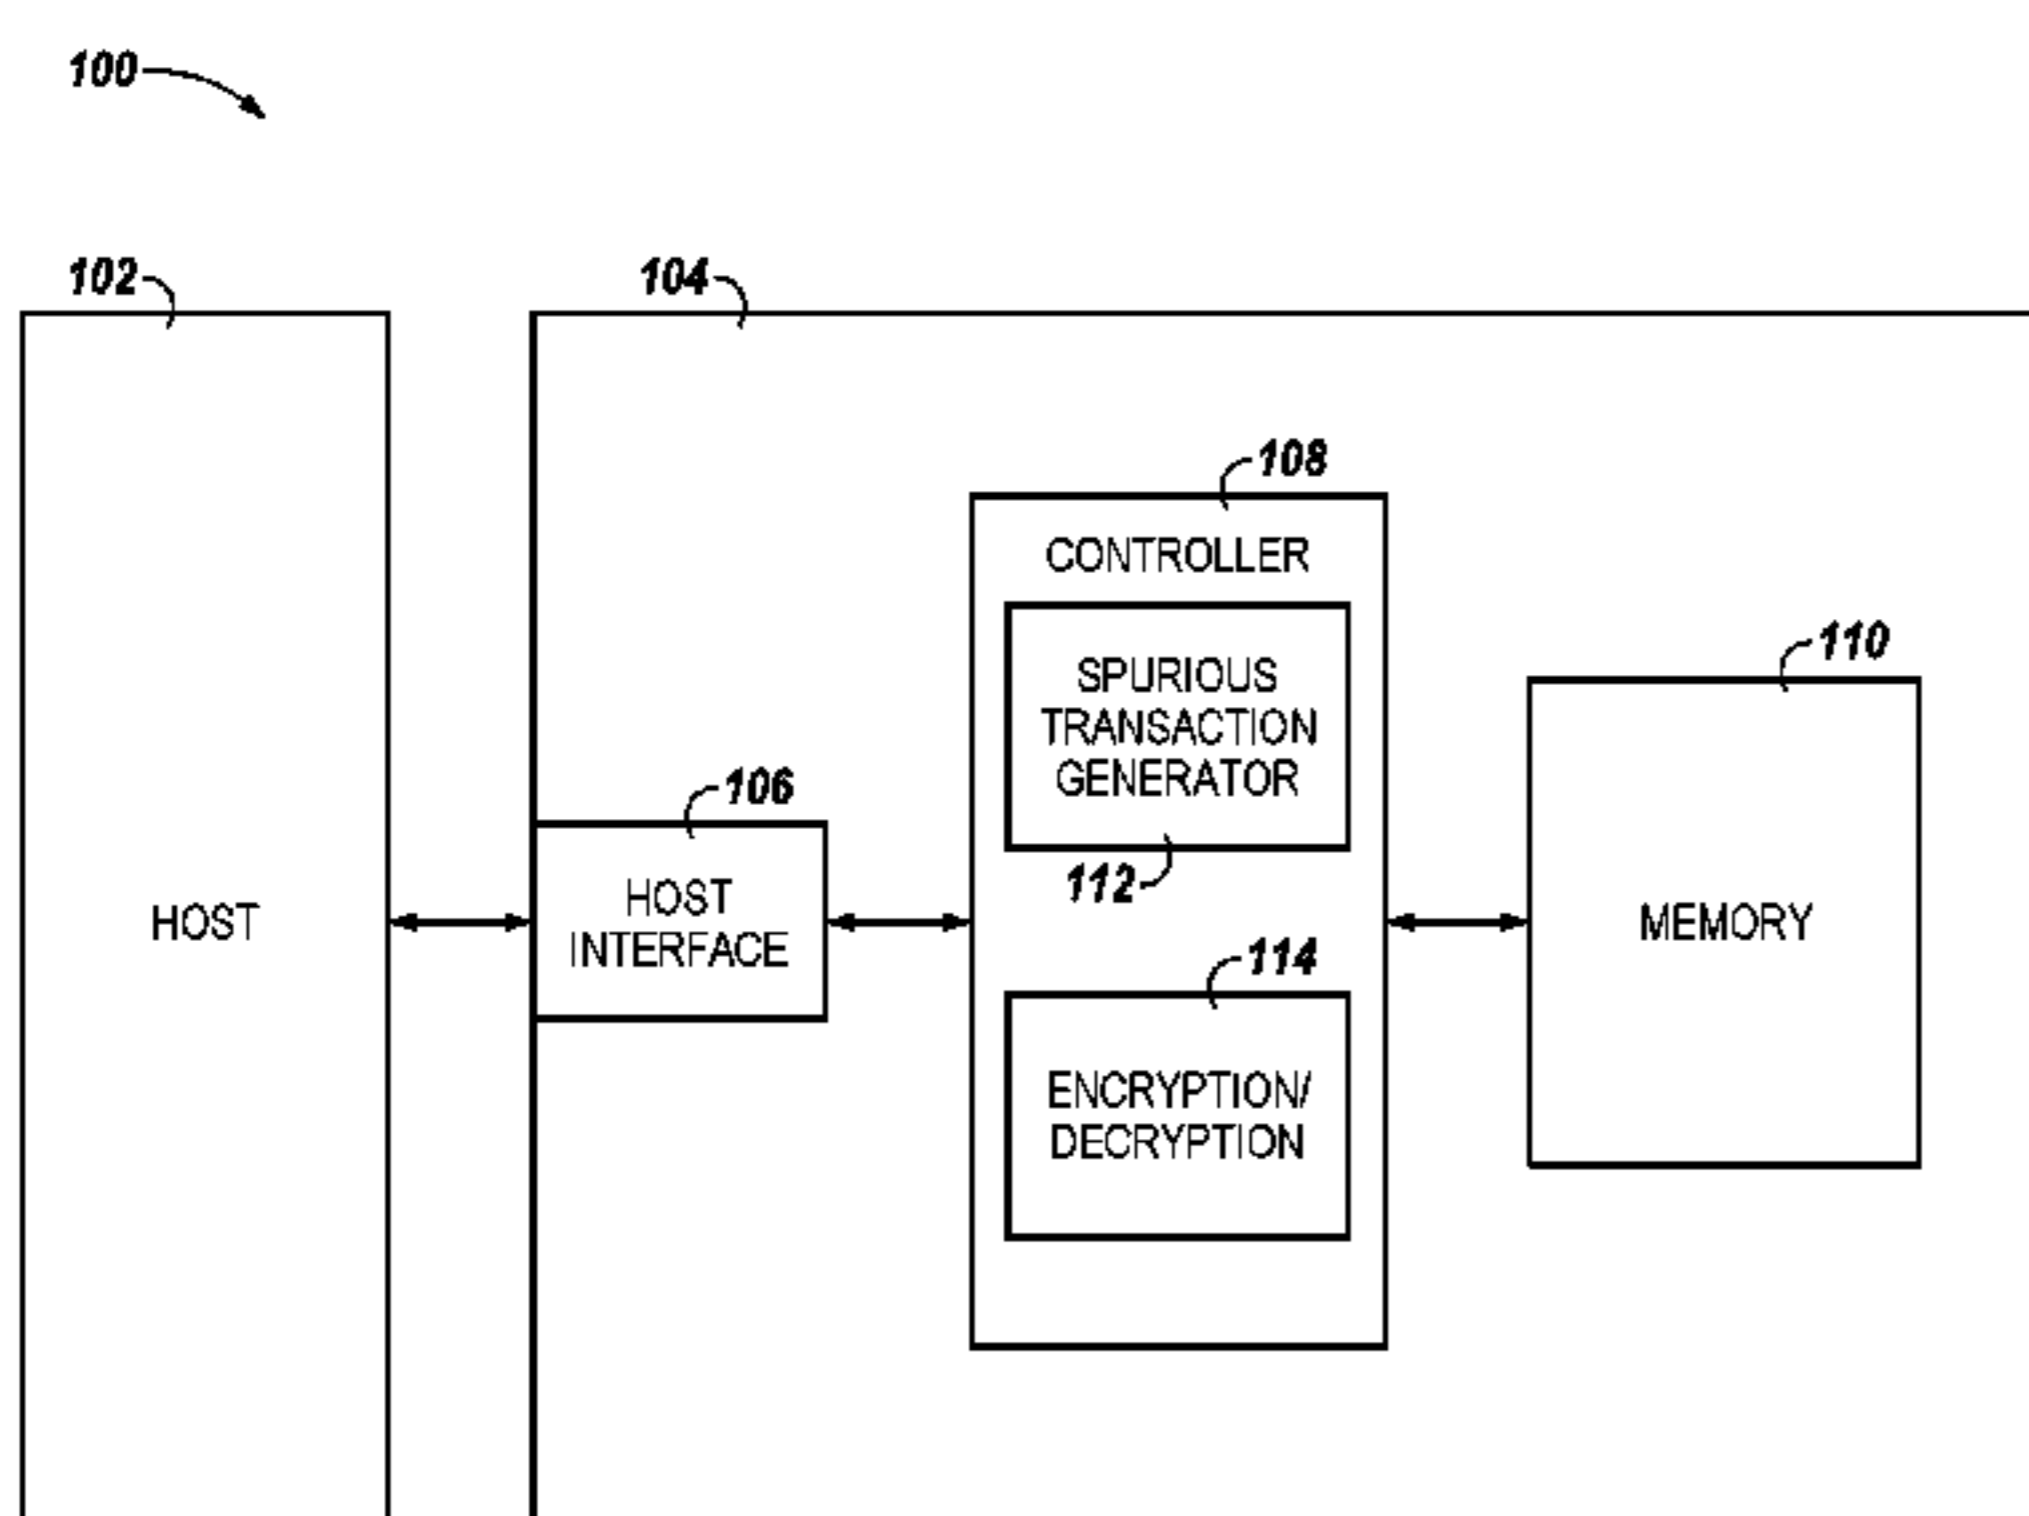 100
102
104
108
CONTROLLER
110
SPURIOUS
TRANSACTION
GENERATOR
106
112
HOST
HOST
INTERFACE
MEMORY
114
ENCRYPTION/
DECRYPTION